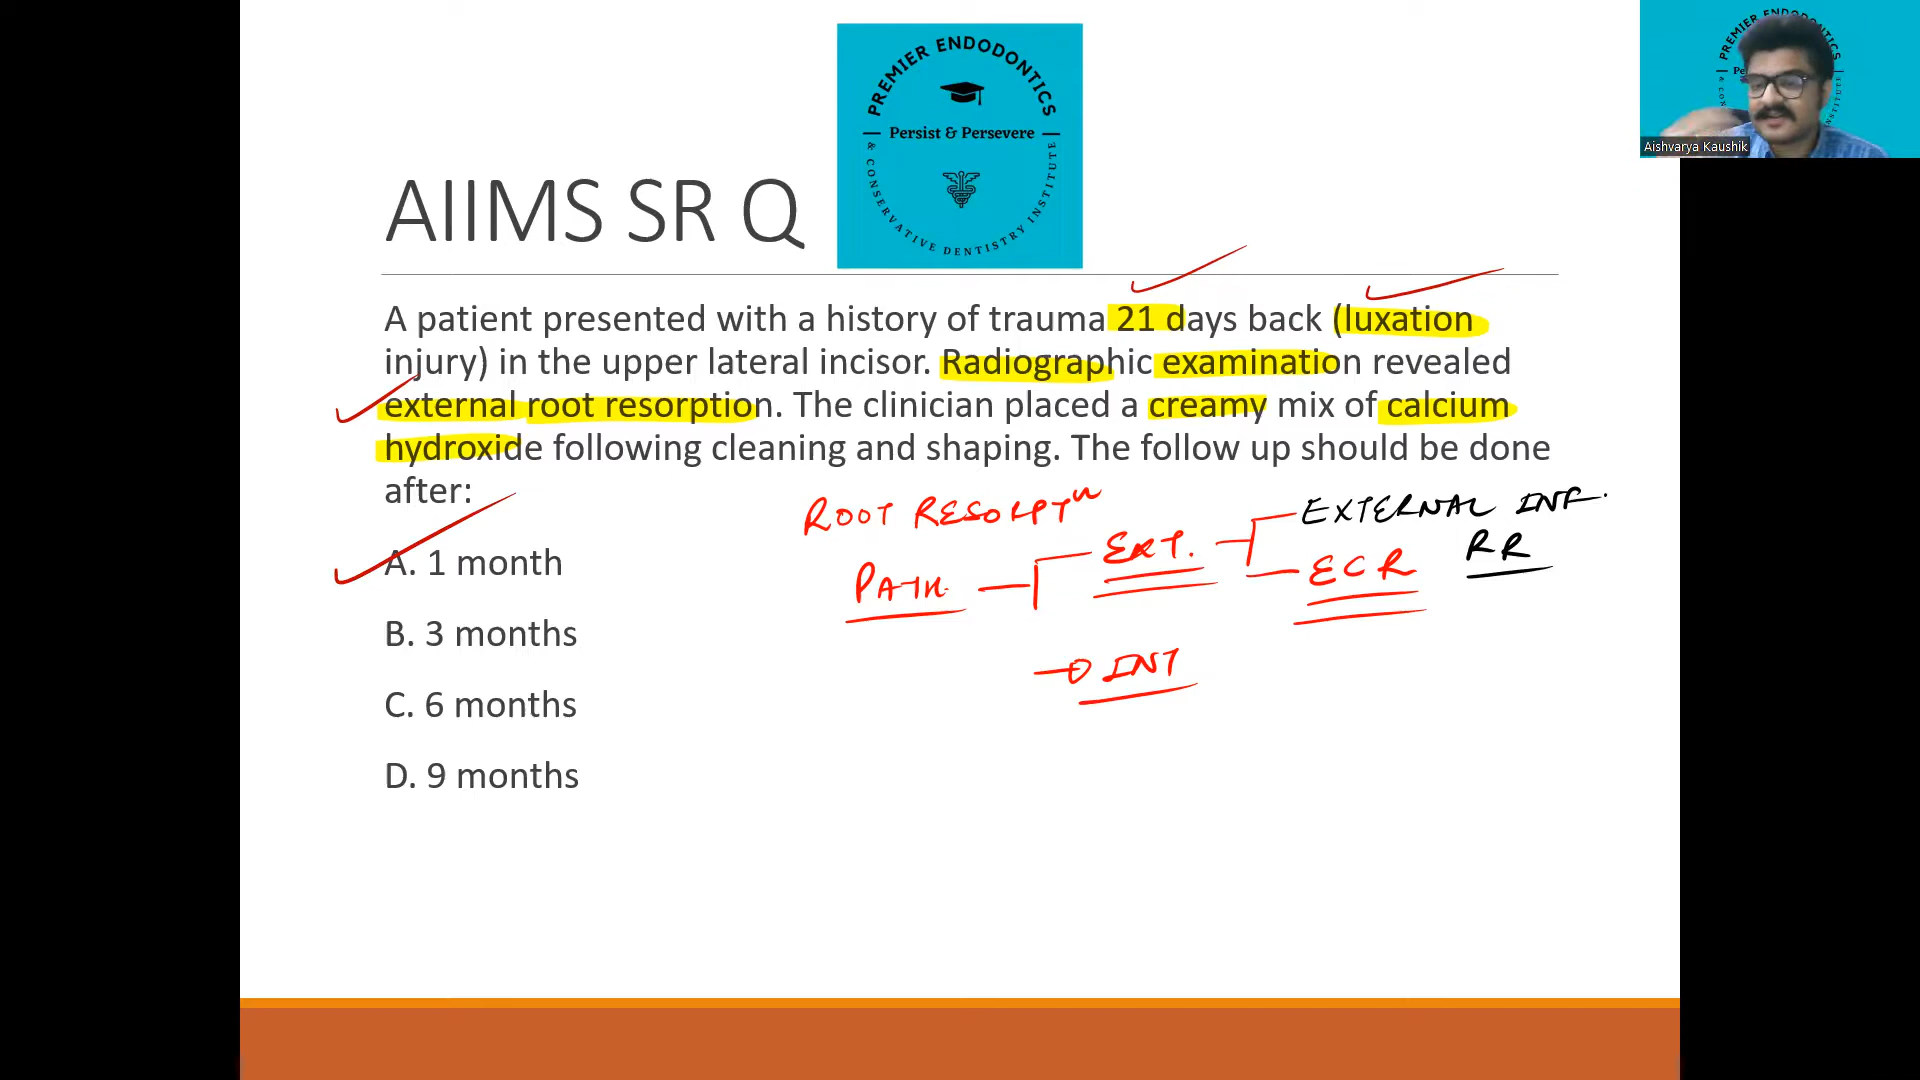 PREMIER ENDODONTICS
Persist & Persevere
& CONSERVATIVE DENTISTRY INSTITUTE
Aishvarya Kaushik
AIIMS SR Q
A patient presented with a history of trauma 21 days back (luxation
injury) in the upper lateral incisor. Radiographic examination revealed
external root resorption. The clinician placed a creamy mix of calcium
hydroxide following cleaning and shaping. The follow up should be done
after:
ROOT RESORPTN
EXTERNAL INF.
RR
EXT.
ECR
PATH.
INT
A. 1 month
B. 3 months
C. 6 months
D. 9 months